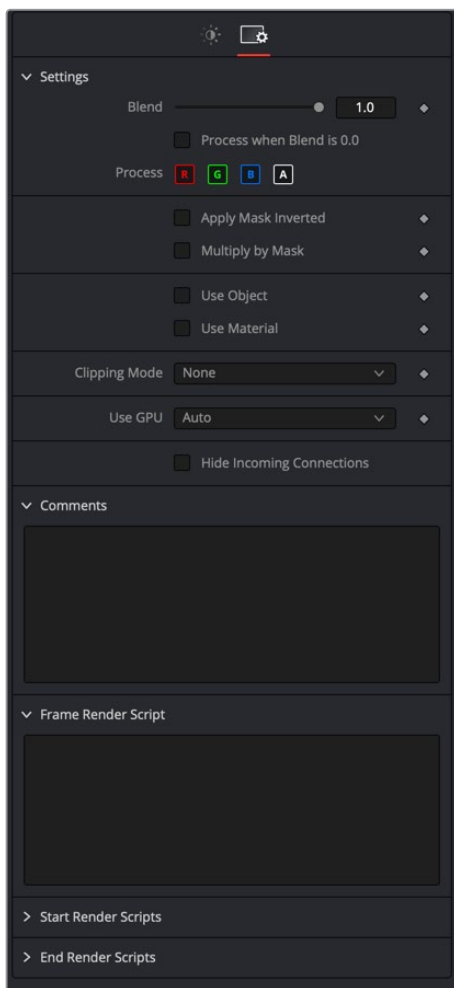 Settings
Blend 1.0
Process when Blend is 0.0
Process R G B A
Apply Mask Inverted
Multiply by Mask
Use Object
Use Material
Clipping Mode None
Use GPU Auto
Hide Incoming Connections
Comments
Frame Render Script
Start Render Scripts
End Render Scripts